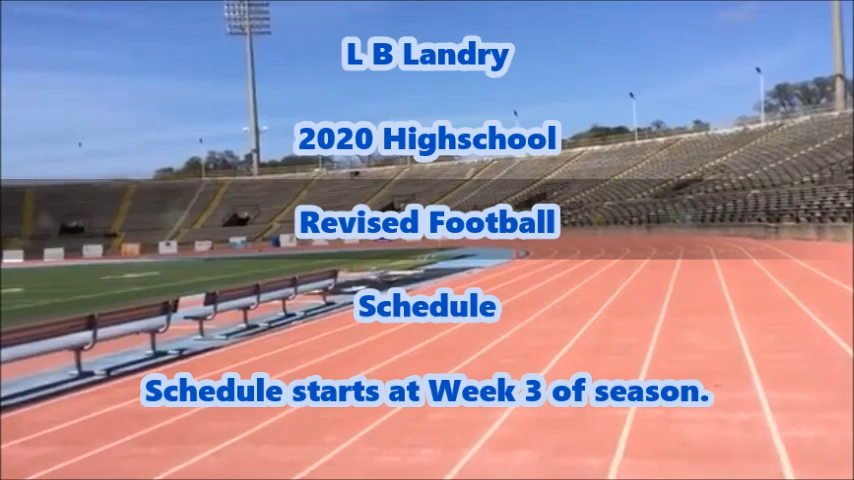 L B Landry
2020 Highschool
Revised Football
Schedule
Schedule starts at Week 3 of season.